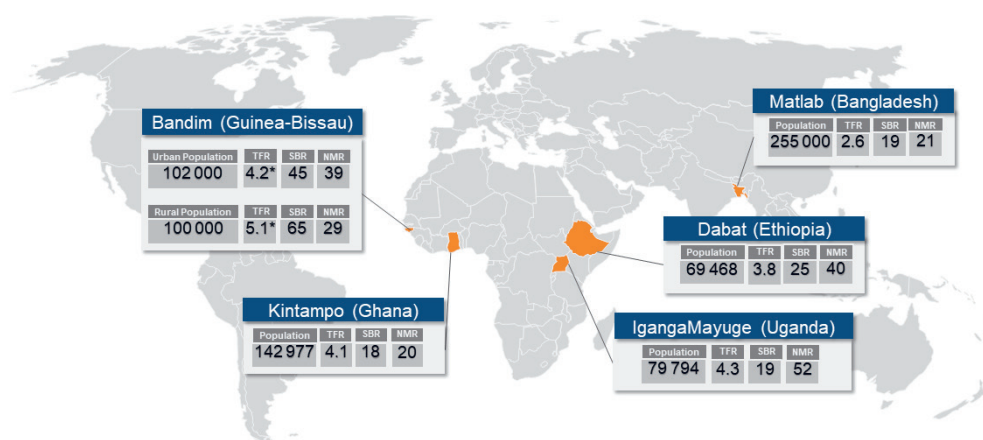 Bandim (Guinea-Bissau)
Urban Population TFR SBR NMR
102 000 4.2* 45 39
Rural Population TFR SBR NMR
100 000 5.1* 65 29
Matlab (Bangladesh)
Population TFR SBR NMR
255 000 2.6 19 21
Dabat (Ethiopia)
Population TFR SBR NMR
69 468 3.8 25 40
Kintampo (Ghana)
Population TFR SBR NMR
142 977 4.1 18 20
IgangaMayuge (Uganda)
Population TFR SBR NMR
79 794 4.3 19 52